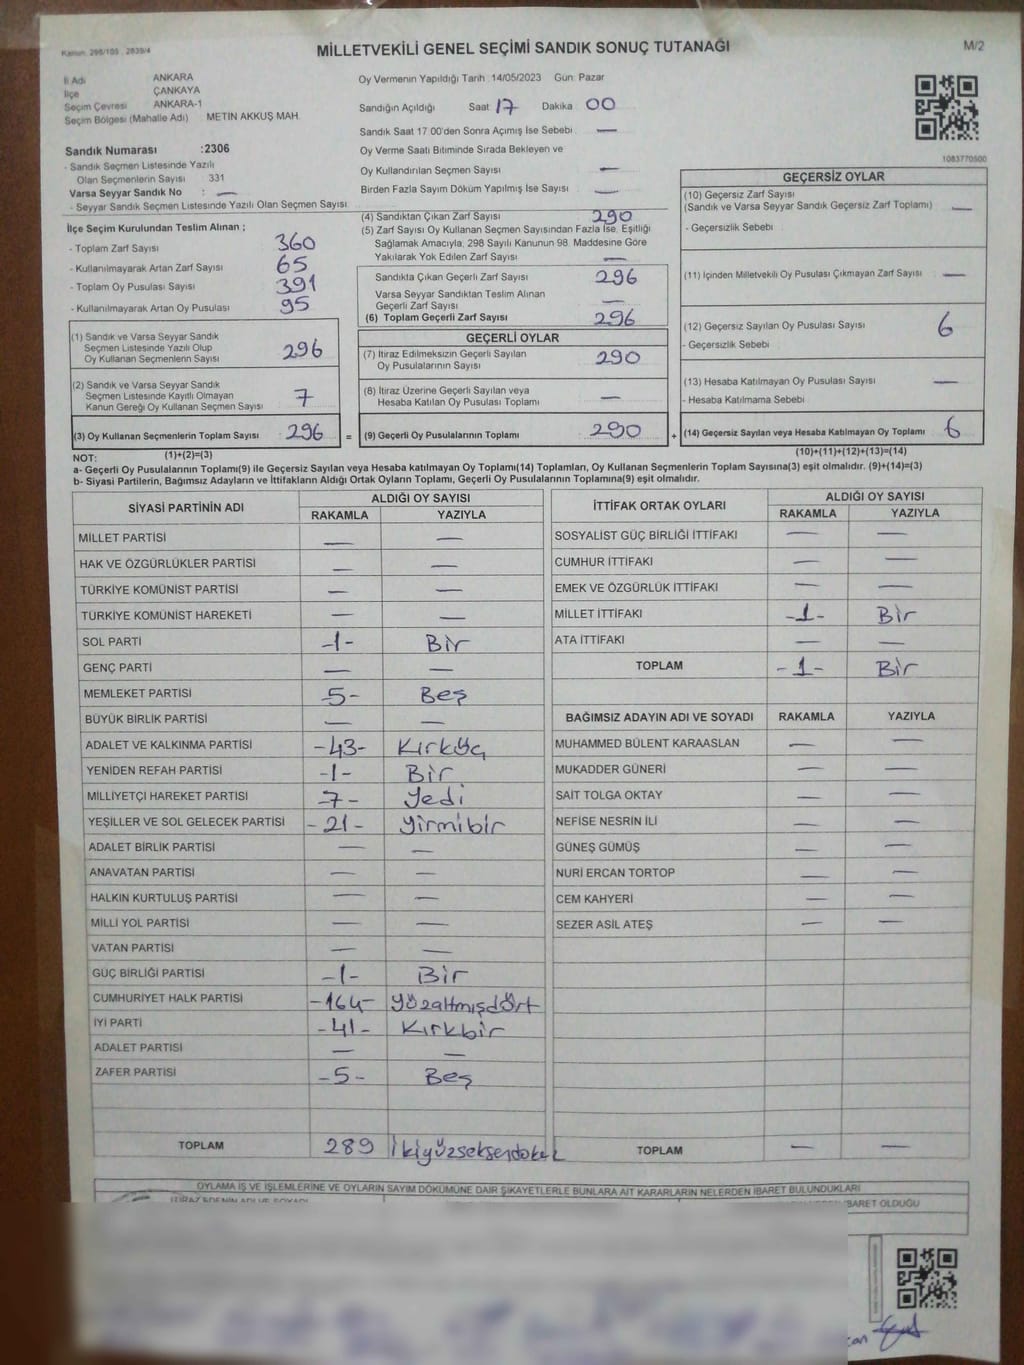 Kanun: 298/105 , 2839/4
MİLLETVEKİLİ GENEL SEÇİMİ SANDIK SONUÇ TUTANAĞI
M/2
İl Adı ANKARA
İlçe ÇANKAYA
Seçim Çevresi ANKARA-1
Seçim Bölgesi (Mahalle Adı) METİN AKKUŞ MAH.
Sandık Numarası :2306
- Sandık Seçmen Listesinde Yazılı
Olan Seçmenlerin Sayısı 331
Varsa Seyyar Sandık No : —
- Seyyar Sandık Seçmen Listesinde Yazılı Olan Seçmen Sayısı
Oy Vermenin Yapıldığı Tarih 14/05/2023 Gün: Pazar
Sandığın Açıldığı Saat 17 Dakika 00
Sandık Saat 17 00'den Sonra Açımış İse Sebebi —
Oy Verme Saati Bitiminde Sırada Bekleyen ve
Oy Kullandırılan Seçmen Sayısı —
Birden Fazla Sayım Döküm Yapılmış İse Sayısı —
1083770500
İlçe Seçim Kurulundan Teslim Alınan ;
- Toplam Zarf Sayısı 360
- Kullanılmayarak Artan Zarf Sayısı 65
- Toplam Oy Pusulası Sayısı 391
- Kullanılmayarak Artan Oy Pusulası 95
(1) Sandık ve Varsa Seyyar Sandık
Seçmen Listesinde Yazılı Olup
Oy Kullanan Seçmenlerin Sayısı 296
(2) Sandık ve Varsa Seyyar Sandık
Seçmen Listesinde Kayıtlı Olmayan
Kanun Gereği Oy Kullanan Seçmen Sayısı 7
(3) Oy Kullanan Seçmenlerin Toplam Sayısı 296 =
(4) Sandıktan Çıkan Zarf Sayısı 290
(5) Zarf Sayısı Oy Kullanan Seçmen Sayısından Fazla İse, Eşitliği
Sağlamak Amacıyla, 298 Sayılı Kanunun 98. Maddesine Göre
Yakılarak Yok Edilen Zarf Sayısı —
Sandıkta Çıkan Geçerli Zarf Sayısı 296
Varsa Seyyar Sandıktan Teslim Alınan
Geçerli Zarf Sayısı —
(6) Toplam Geçerli Zarf Sayısı 296
GEÇERLİ OYLAR
(7) İtiraz Edilmeksizin Geçerli Sayılan
Oy Pusulalarının Sayısı 290
(8) İtiraz Üzerine Geçerli Sayılan veya
Hesaba Katılan Oy Pusulası Toplamı —
(9) Geçerli Oy Pusulalarının Toplamı 290 +
GEÇERSİZ OYLAR
(10) Geçersiz Zarf Sayısı
(Sandık ve Varsa Seyyar Sandık Geçersiz Zarf Toplamı) —
- Geçersizlik Sebebi
(11) İçinden Milletvekili Oy Pusulası Çıkmayan Zarf Sayısı —
(12) Geçersiz Sayılan Oy Pusulası Sayısı 6
- Geçersizlik Sebebi
(13) Hesaba Katılmayan Oy Pusulası Sayısı —
- Hesaba Katılmama Sebebi
(14) Geçersiz Sayılan veya Hesaba Katılmayan Oy Toplamı 6
NOT: (1)+(2)=(3) (10)+(11)+(12)+(13)=(14)
a- Geçerli Oy Pusulalarının Toplamı(9) ile Geçersiz Sayılan veya Hesaba katılmayan Oy Toplamı(14) Toplamları, Oy Kullanan Seçmenlerin Toplam Sayısına(3) eşit olmalıdır. (9)+(14)=(3)
b- Siyasi Partilerin, Bağımsız Adayların ve İttifakların Aldığı Ortak Oyların Toplamı, Geçerli Oy Pusulalarının Toplamına(9) eşit olmalıdır.
SİYASİ PARTİNİN ADI ALDIĞI OY SAYISI
RAKAMLA YAZIYLA
MİLLET PARTİSİ — —
HAK VE ÖZGÜRLÜKLER PARTİSİ — —
TÜRKİYE KOMÜNİST PARTİSİ — —
TÜRKİYE KOMÜNİST HAREKETİ — —
SOL PARTİ -1- Bir
GENÇ PARTİ — —
MEMLEKET PARTİSİ -5- Beş
BÜYÜK BİRLİK PARTİSİ — —
ADALET VE KALKINMA PARTİSİ -43- Kırküç
YENİDEN REFAH PARTİSİ -1- Bir
MİLLİYETÇİ HAREKET PARTİSİ -7- Yedi
YEŞİLLER VE SOL GELECEK PARTİSİ -21- Yirmibir
ADALET BİRLİK PARTİSİ — —
ANAVATAN PARTİSİ — —
HALKIN KURTULUŞ PARTİSİ — —
MİLLİ YOL PARTİSİ — —
VATAN PARTİSİ — —
GÜÇ BİRLİĞİ PARTİSİ -1- Bir
CUMHURİYET HALK PARTİSİ -164- Yüzaltmışdört
İYİ PARTİ -41- Kırkbir
ADALET PARTİSİ — —
ZAFER PARTİSİ -5- Beş
TOPLAM 289
İTTİFAK ORTAK OYLARI ALDIĞI OY SAYISI
RAKAMLA YAZIYLA
SOSYALİST GÜÇ BİRLİĞİ İTTİFAKI — —
CUMHUR İTTİFAKI — —
EMEK VE ÖZGÜRLÜK İTTİFAKI — —
MİLLET İTTİFAKI -1- Bir
ATA İTTİFAKI — —
TOPLAM -1- Bir
BAĞIMSIZ ADAYIN ADI VE SOYADI RAKAMLA YAZIYLA
MUHAMMED BÜLENT KARAASLAN — —
MUKADDER GÜNERİ — —
SAİT TOLGA OKTAY — —
NEFİSE NESRİN İLİ — —
GÜNEŞ GÜMÜŞ — —
NURİ ERCAN TORTOP — —
CEM KAHYERİ — —
SEZER ASİL ATEŞ — —
TOPLAM — —
OYLAMA İŞ VE İŞLEMLERİNE VE OYLARIN SAYIM DÖKÜMÜNE DAİR ŞİKAYETLERLE BUNLARA AİT KARARLARIN NELERDEN İBARET BULUNDUKLARI
İTİRAZ EDENİN ADI VE SOYADI İBARET OLDUĞU